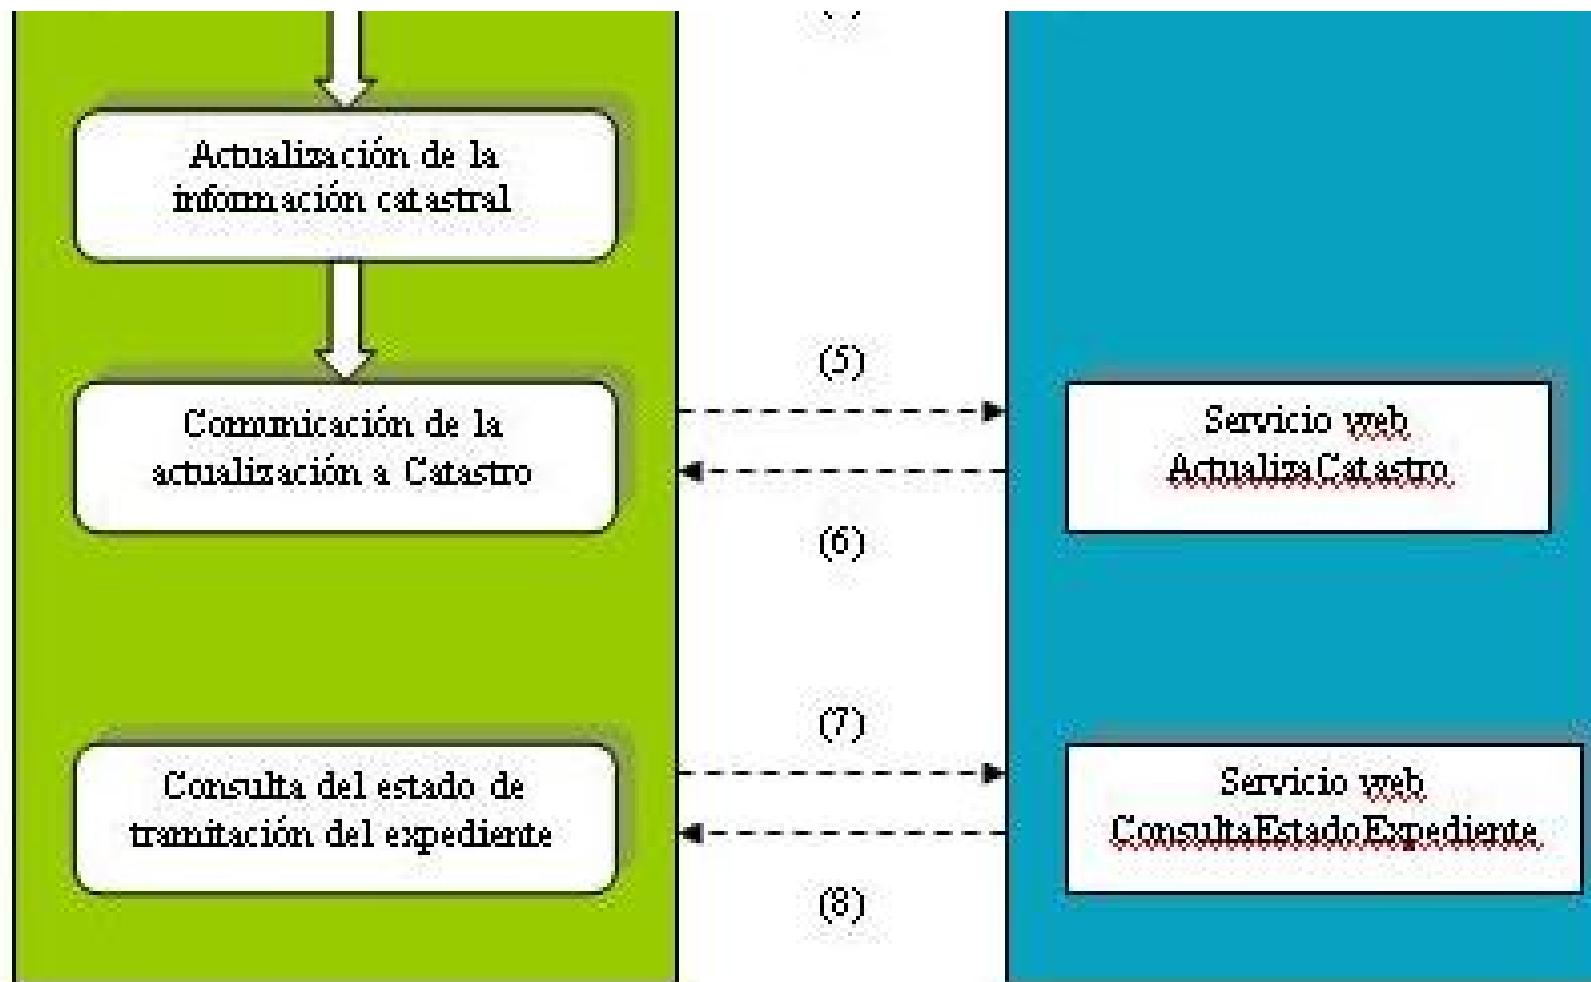 Actualización de la
información catastral
(5)
Comunicación de la
actualización a Catastro
Servicio web
ActualizaCatastro
(6)
(7)
Consulta del estado de
tramitación del expediente
Servicio web
ConsultaEstadoExpediente
(8)